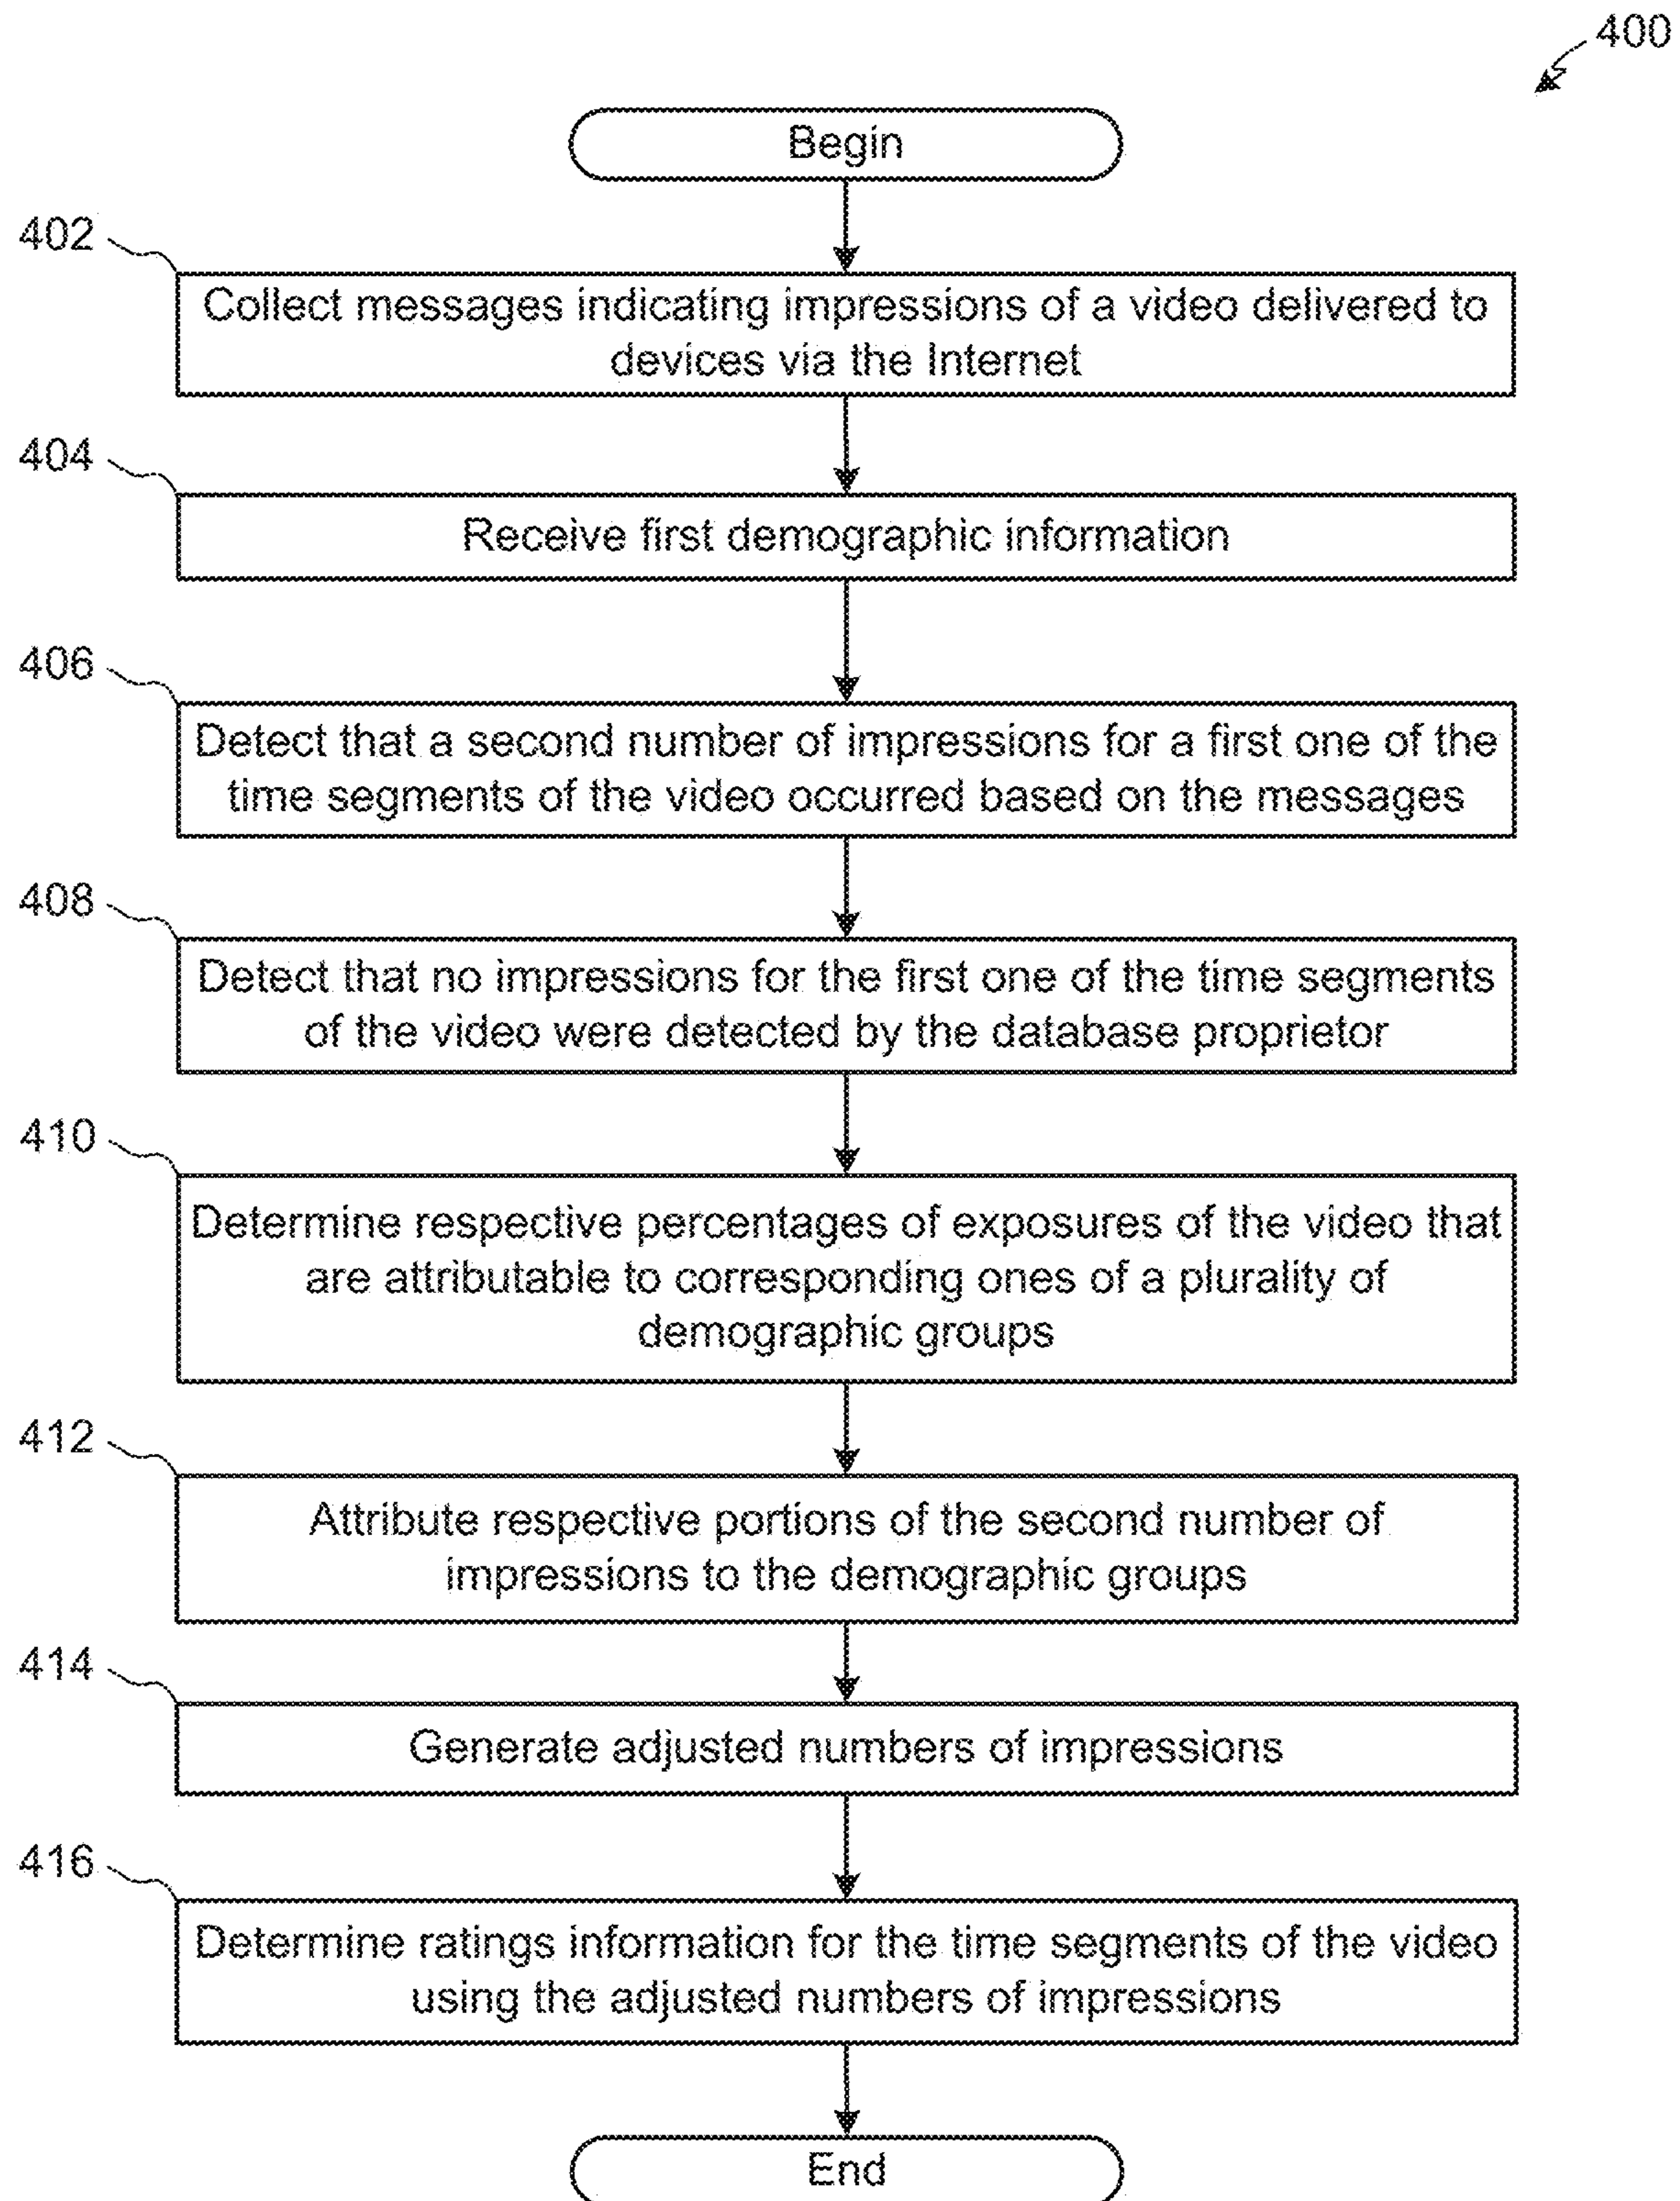 400
Begin
402
Collect messages indicating impressions of a video delivered to
devices via the Internet
404
Receive first demographic information
406
Detect that a second number of impressions for a first one of the
time segments of the video occurred based on the messages
408
Detect that no impressions for the first one of the time segments
of the video were detected by the database proprietor
410
Determine respective percentages of exposures of the video that
are attributable to corresponding ones of a plurality of
demographic groups
412
Attribute respective portions of the second number of
impressions to the demographic groups
414
Generate adjusted numbers of impressions
416
Determine ratings information for the time segments of the video
using the adjusted numbers of impressions
End